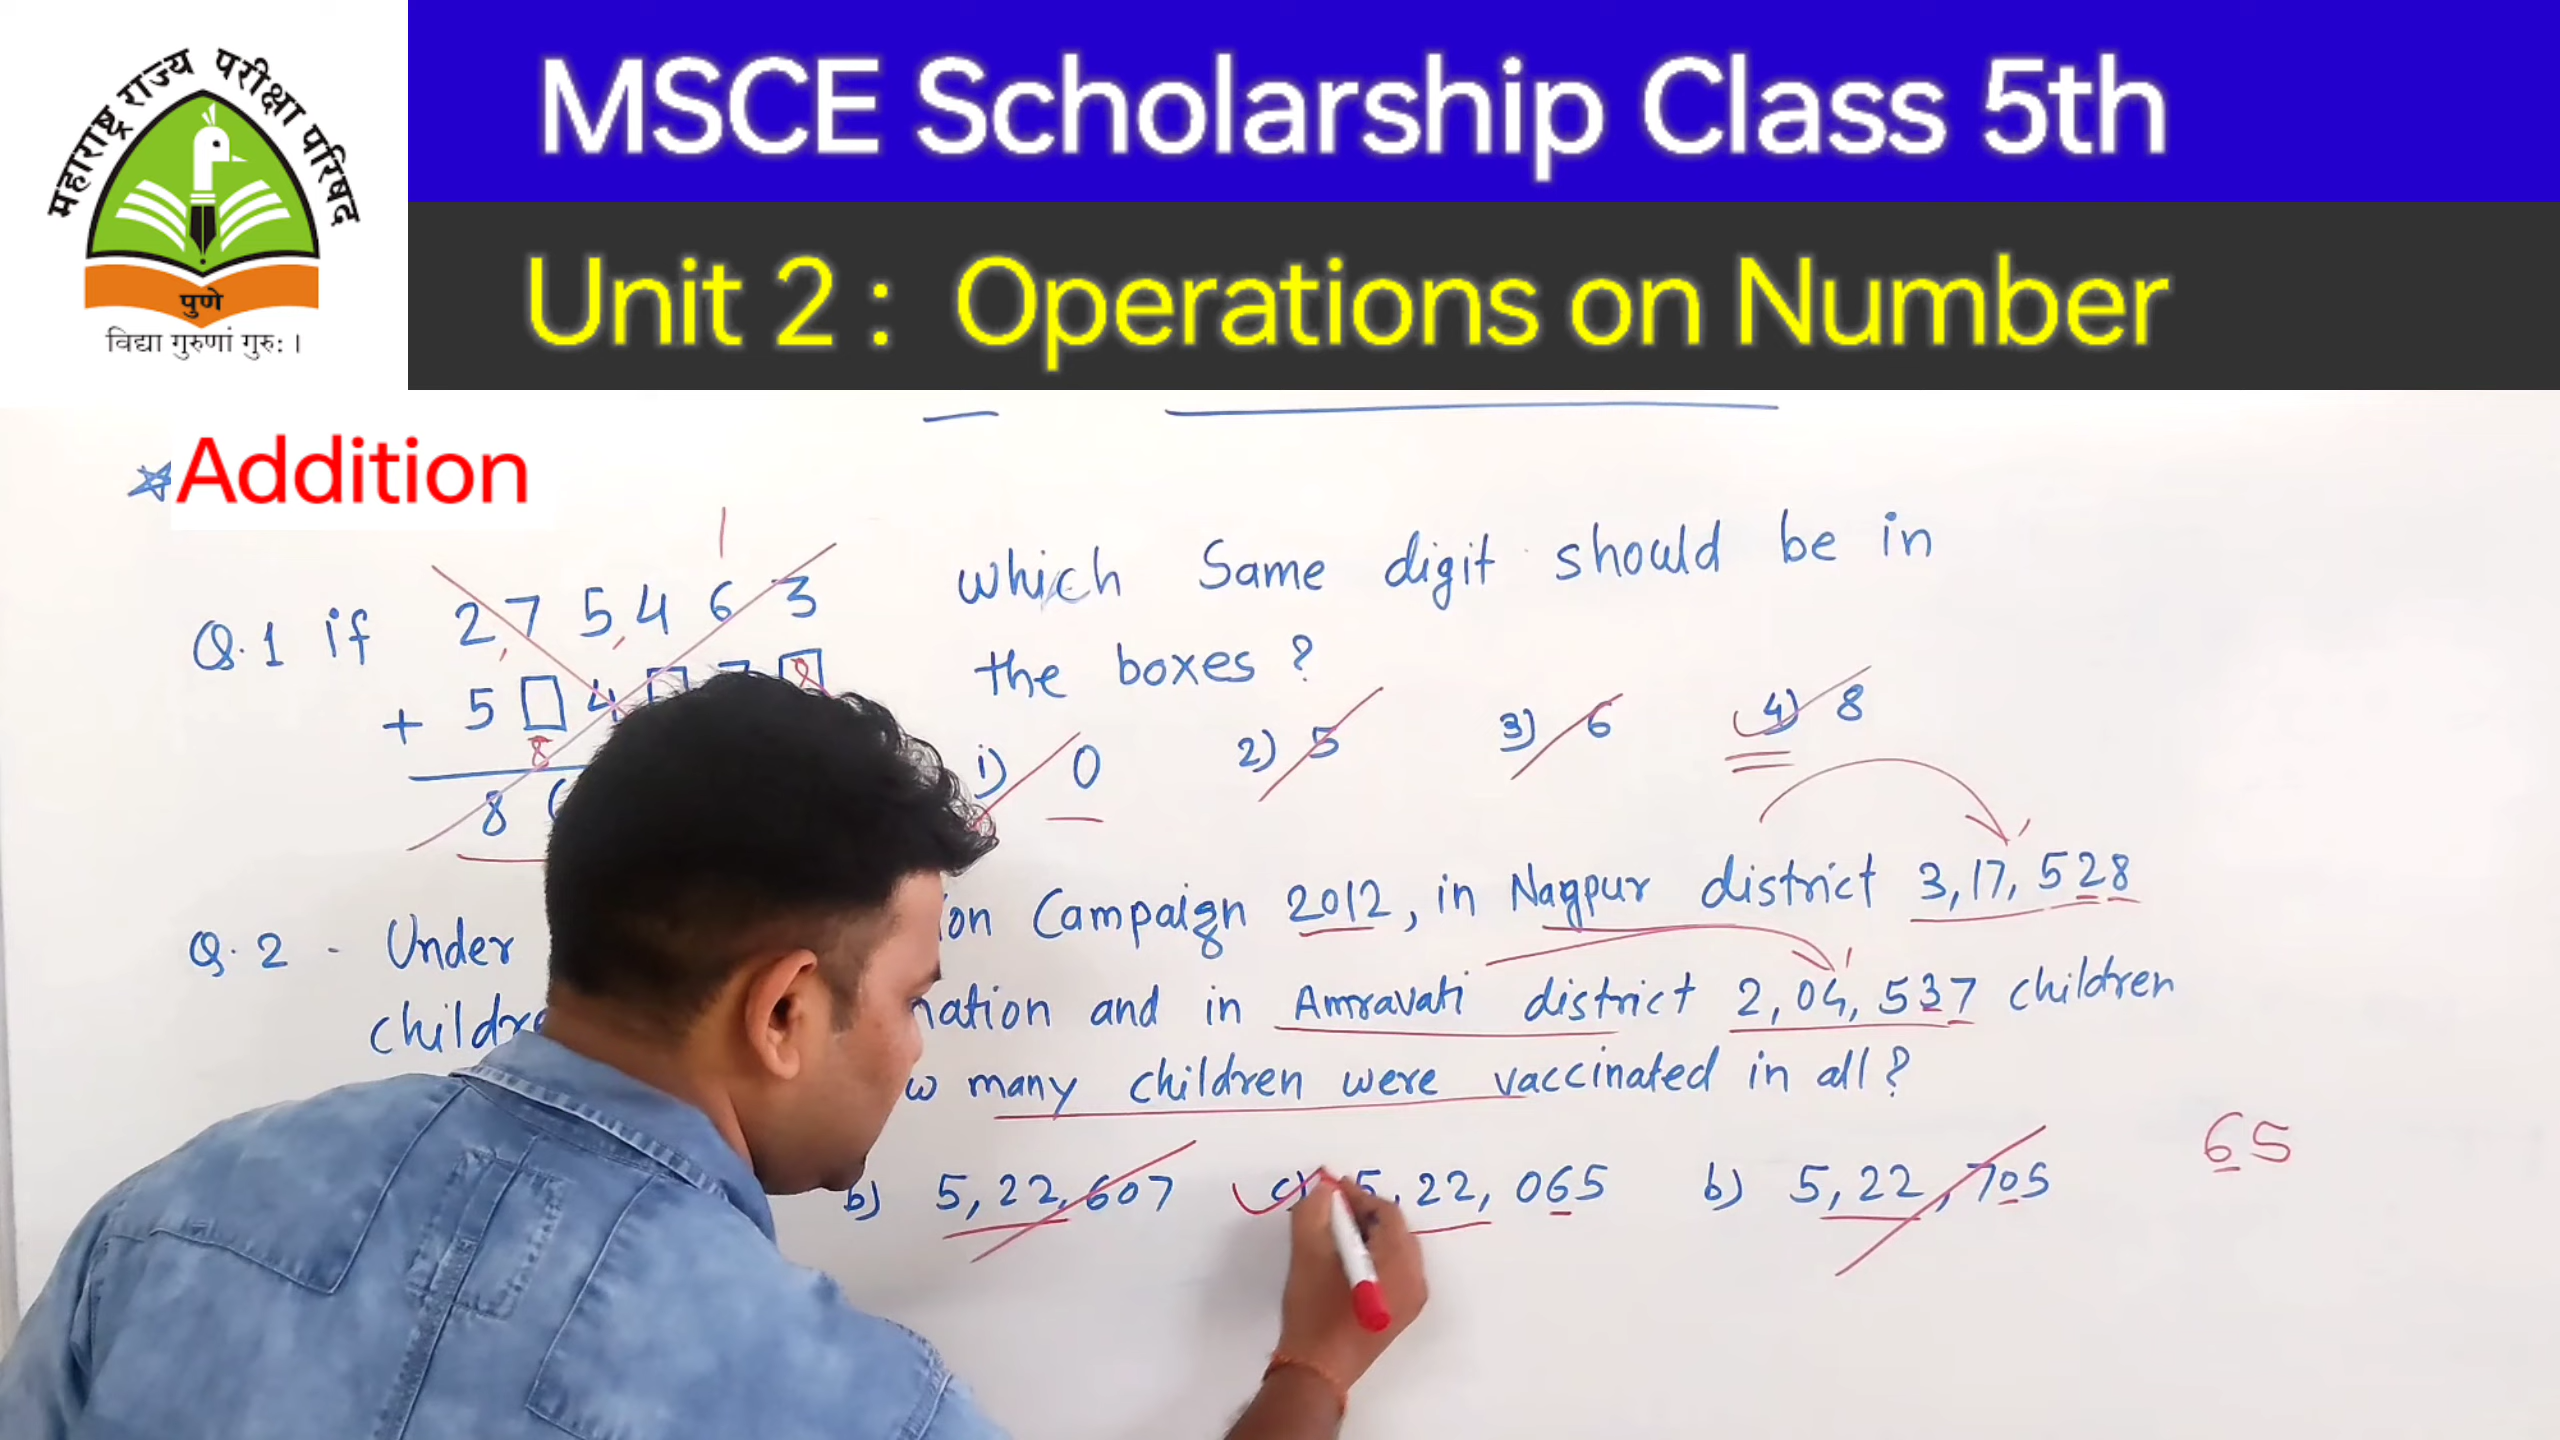 महाराष्ट्र राज्य परीक्षा परिषद
पुणे
विद्या गुरुणां गुरुः ।
MSCE Scholarship Class 5th
Unit 2 : Operations on Number
Addition
Q.1 if 2 7 5 4 6 3 which Same digit should be in
+ 5 □ 4 the boxes ?
8
8
1) 0 2) 5 3) 6 4) 8
Q.2 - Under Campaign 2012, in Nagpur district 3,17,528
and in Amravati district 2,04,537 children
many children were vaccinated in all ?
b) 5,22,607 c) 5,22,065 b) 5,22,705
65